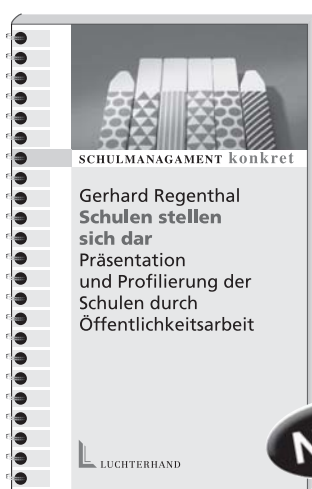 SCHULMANAGAMENT konkret
Gerhard Regenthal
Schulen stellen
sich dar
Präsentation
und Profilierung der
Schulen durch
Öffentlichkeitsarbeit
LUCHTERHAND